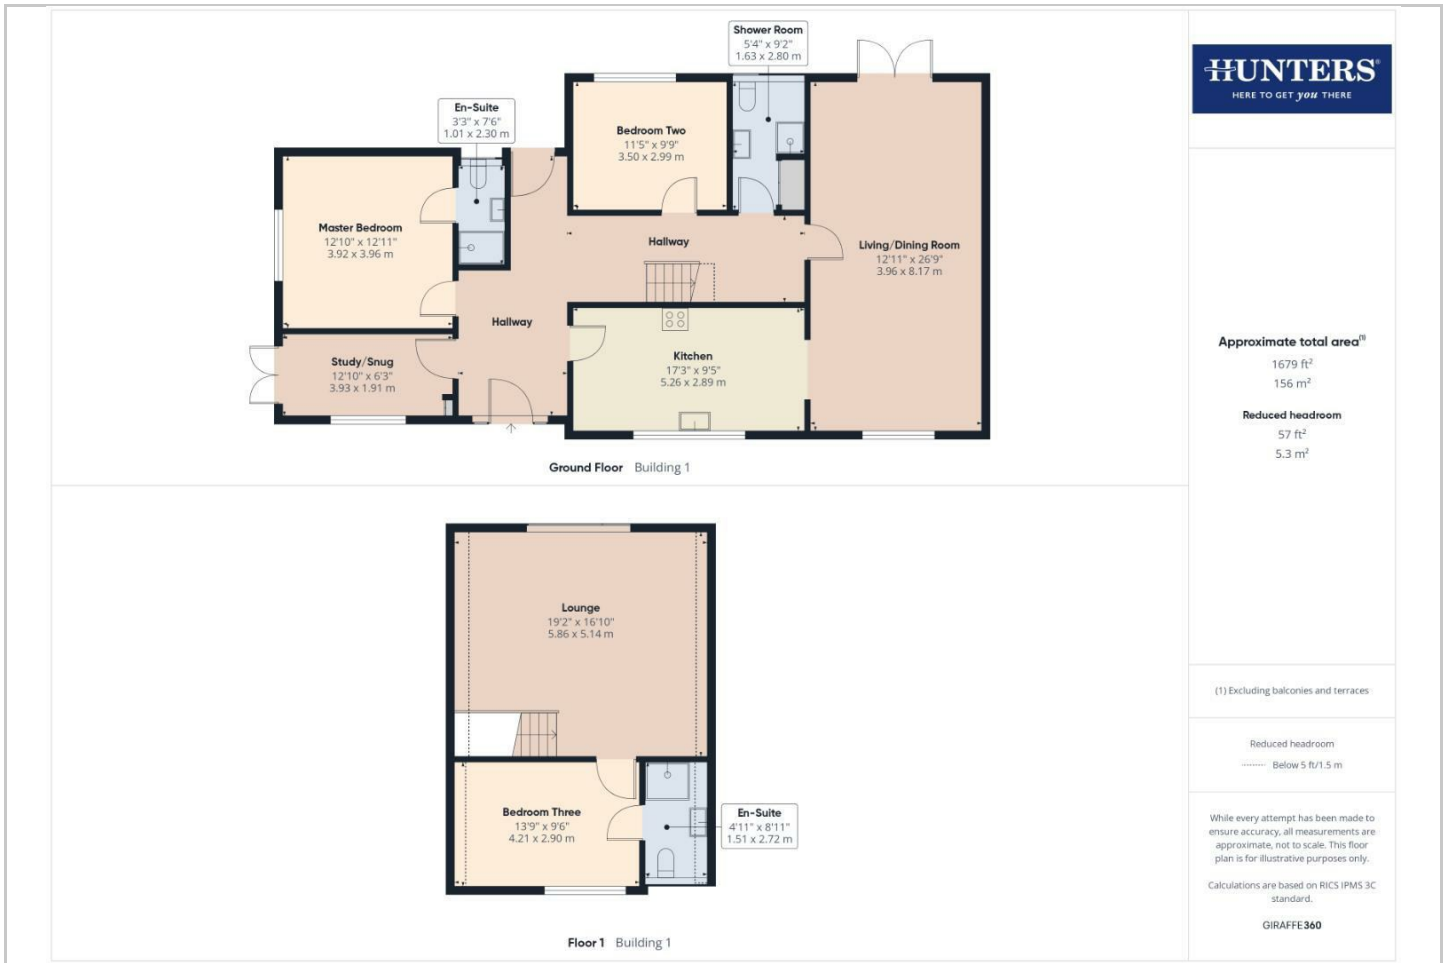 Shower Room
5'4" x 9'2"
1.63 x 2.80 m
En-Suite
3'3" x 7'6"
1.01 x 2.30 m
Bedroom Two
11'5" x 9'9"
3.50 x 2.99 m
Master Bedroom
12'10" x 12'11"
3.92 x 3.96 m
Hallway
Living/Dining Room
12'11" x 26'9"
3.96 x 8.17 m
Hallway
Study/Snug
12'10" x 6'3"
3.93 x 1.91 m
Kitchen
17'3" x 9'5"
5.26 x 2.89 m
Ground Floor Building 1
Lounge
19'2" x 16'10"
5.86 x 5.14 m
Bedroom Three
13'9" x 9'6"
4.21 x 2.90 m
En-Suite
4'11" x 8'11"
1.51 x 2.72 m
Floor 1 Building 1
HUNTERS®
HERE TO GET you THERE
Approximate total area(1)
1679 ft²
156 m²
Reduced headroom
57 ft²
5.3 m²
(1) Excluding balconies and terraces
Reduced headroom
Below 5 ft/1.5 m
While every attempt has been made to
ensure accuracy, all measurements are
approximate, not to scale. This floor
plan is for illustrative purposes only.
Calculations are based on RICS IPMS 3C
standard.
GIRAFFE360